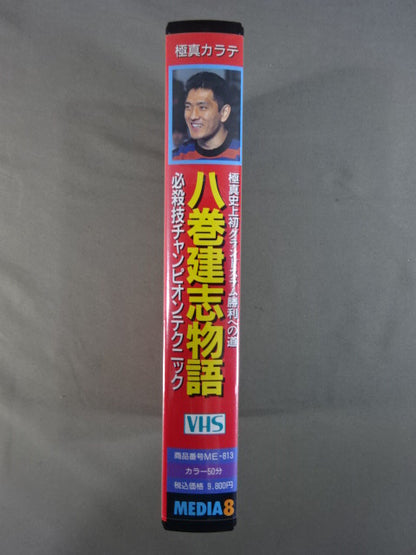 極真カラテ
極真史上初グランドスラム勝利への道
八巻建志物語
必殺技チャンピオンテクニック
VHS
商品番号ME-813
カラー50分
税込価格 9,800円
MEDIA8